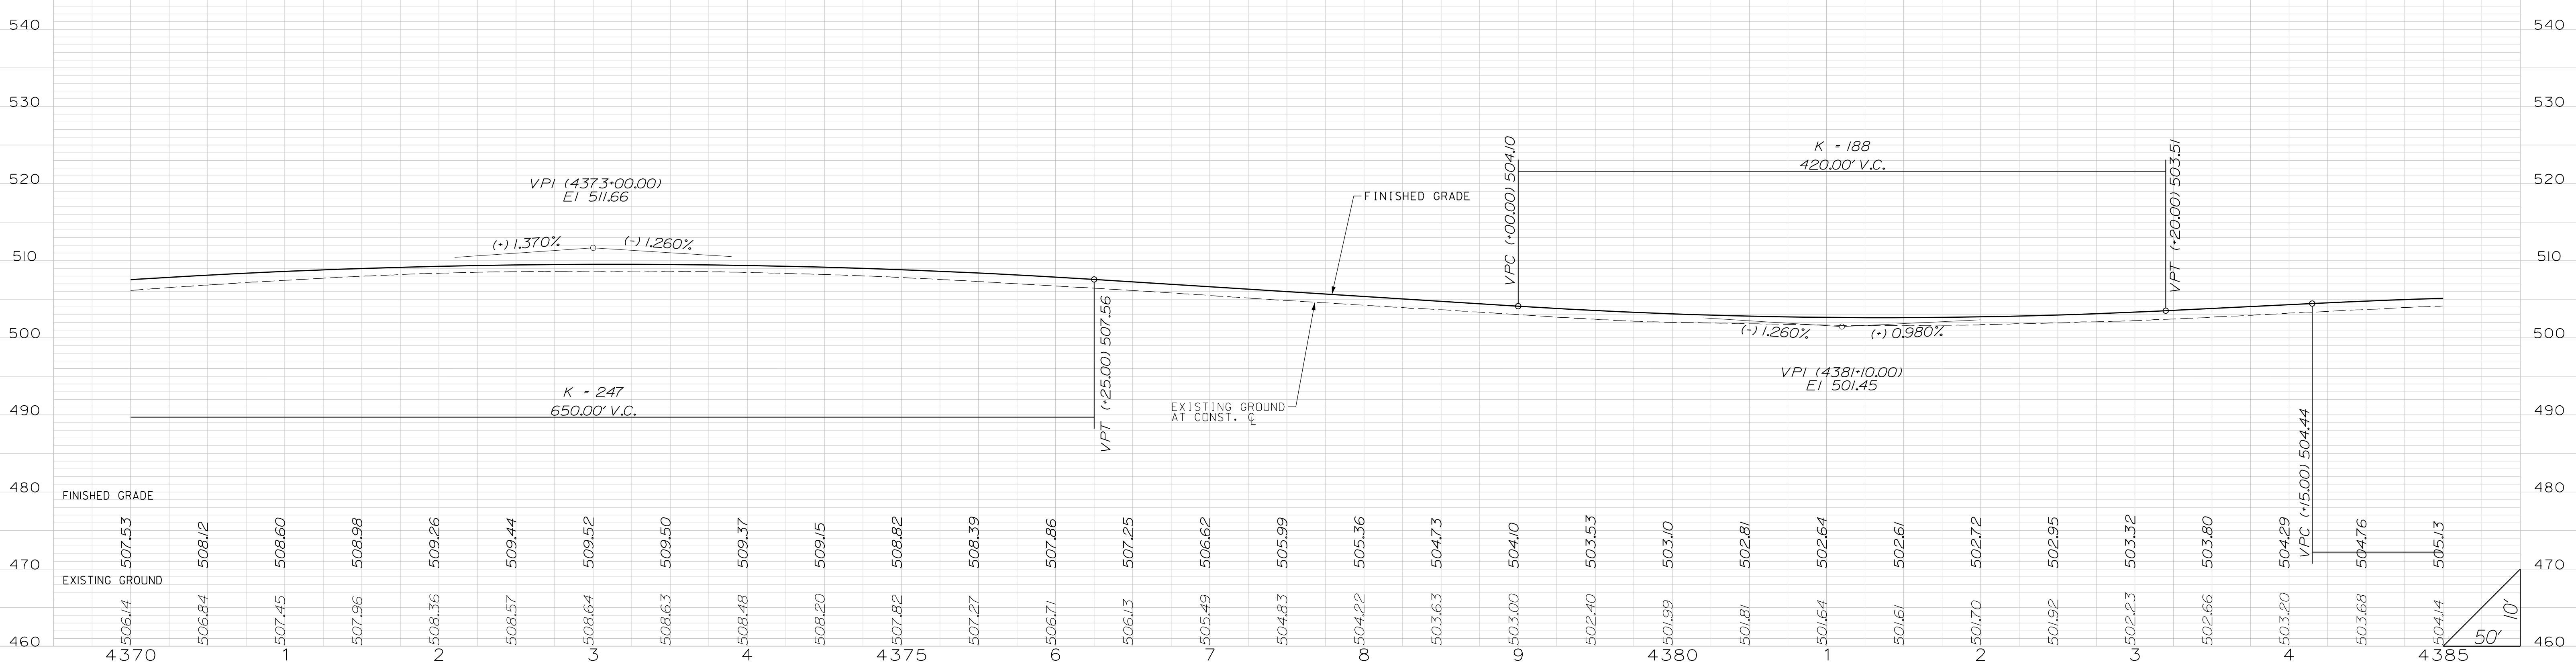 540
540
530
530
520
520
510
510
500
500
490
490
480
480
470
470
460
460
VPI (4373+00.00)
El 511.66
(+) 1.370%
(-) 1.260%
K = 247
650.00' V.C.
VPT (+25.00) 507.56
FINISHED GRADE
EXISTING GROUND
AT CONST. ℄
VPC (+00.00) 504.10
K = 188
420.00' V.C.
VPT (+20.00) 503.51
(-) 1.260%
(+) 0.980%
VPI (4381+10.00)
El 501.45
VPC (+15.00) 504.44
FINISHED GRADE
507.53 508.12 508.60 508.98 509.26 509.44 509.52 509.50 509.37 509.15 508.82 508.39 507.86 507.25 506.62 505.99 505.36 504.73 504.10 503.53 503.10 502.81 502.64 502.61 502.72 502.95 503.32 503.80 504.29 504.76 505.13
EXISTING GROUND
506.14 506.84 507.45 507.96 508.36 508.57 508.64 508.63 508.48 508.20 507.82 507.27 506.71 506.13 505.49 504.83 504.22 503.63 503.00 502.40 501.99 501.81 501.64 501.61 501.70 501.92 502.23 502.66 503.20 503.68 504.14
4370 1 2 3 4 4375 6 7 8 9 4380 1 2 3 4 4385
10'
50'